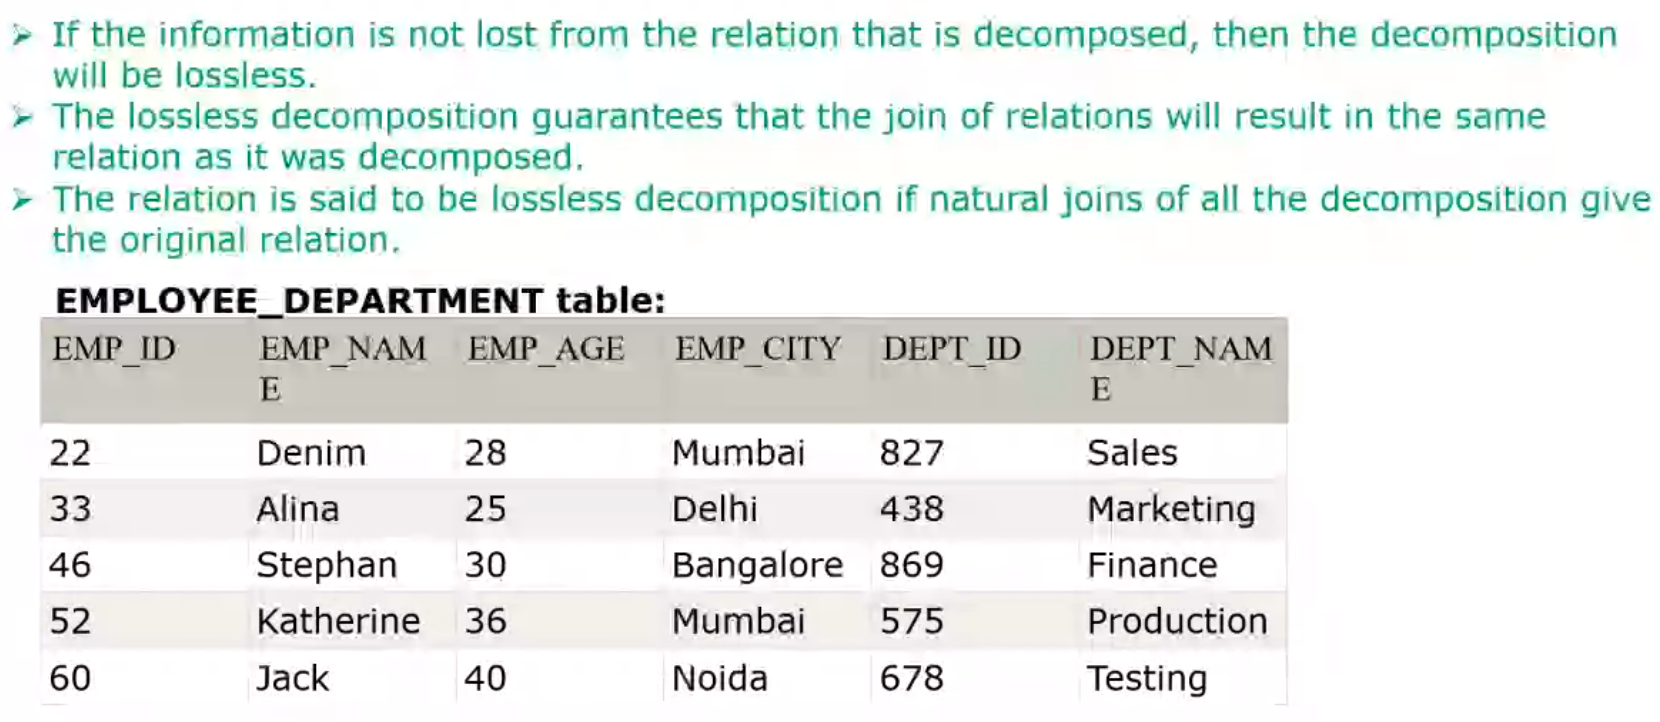 ➢ If the information is not lost from the relation that is decomposed, then the decomposition
will be lossless.
➢ The lossless decomposition guarantees that the join of relations will result in the same
relation as it was decomposed.
➢ The relation is said to be lossless decomposition if natural joins of all the decomposition give
the original relation.
EMPLOYEE_DEPARTMENT table:
EMP_ID EMP_NAM EMP_AGE EMP_CITY DEPT_ID DEPT_NAM
E E
22 Denim 28 Mumbai 827 Sales
33 Alina 25 Delhi 438 Marketing
46 Stephan 30 Bangalore 869 Finance
52 Katherine 36 Mumbai 575 Production
60 Jack 40 Noida 678 Testing